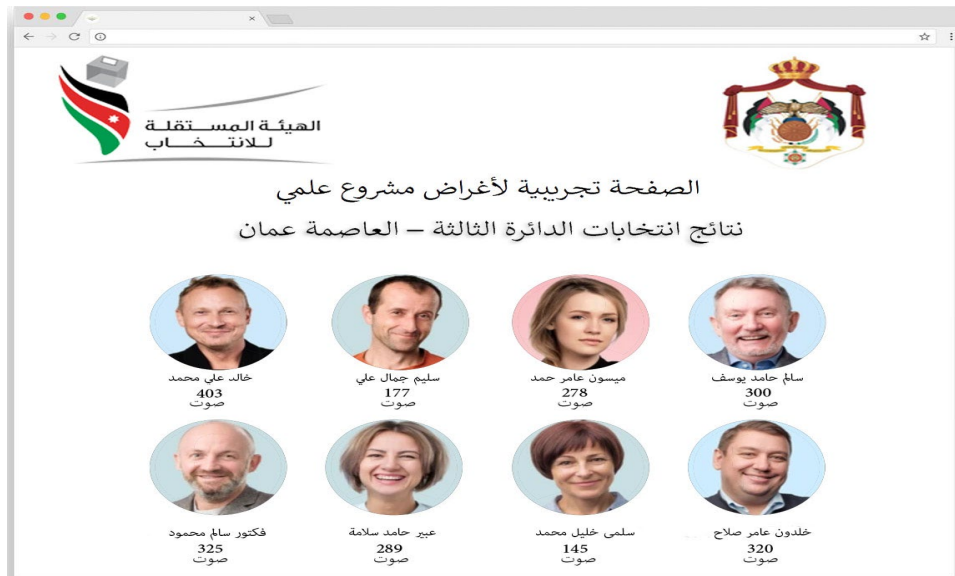 الهيئة المستقلة
للانتخاب
الصفحة تجريبية لأغراض مشروع علمي
نتائج انتخابات الدائرة الثالثة – العاصمة عمان
سالم حامد يوسف
300
صوت
ميسون عامر حمد
278
صوت
سليم جمال علي
177
صوت
خالد علي محمد
403
صوت
خلدون عامر صلاح
320
صوت
سلمى خليل محمد
145
صوت
عبير حامد سلامة
289
صوت
فكتور سالم محمود
325
صوت